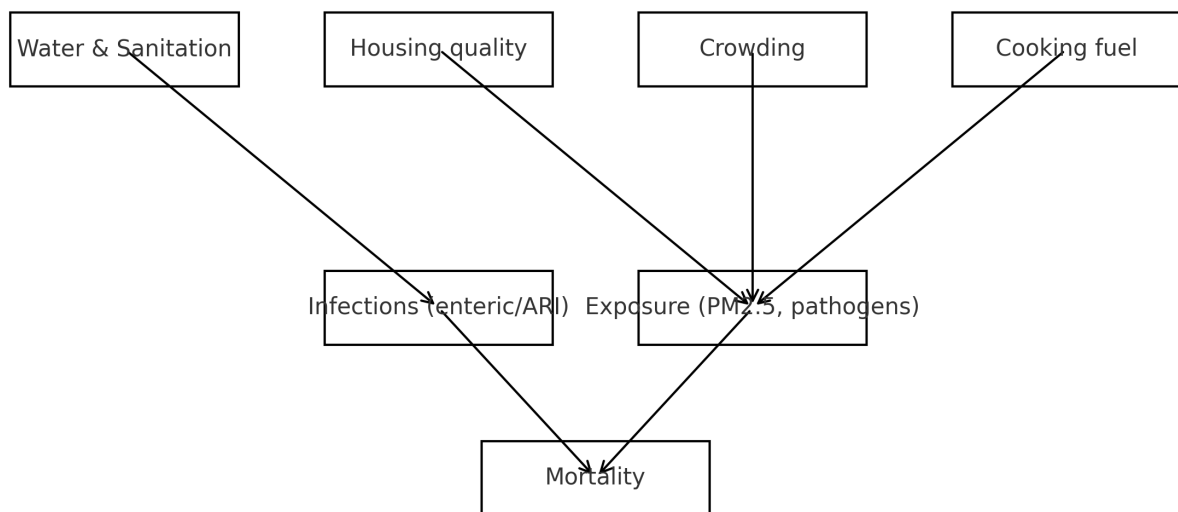 Water & Sanitation
Housing quality
Crowding
Cooking fuel
Infections (enteric/ARI)
Exposure (PM2.5, pathogens)
Mortality